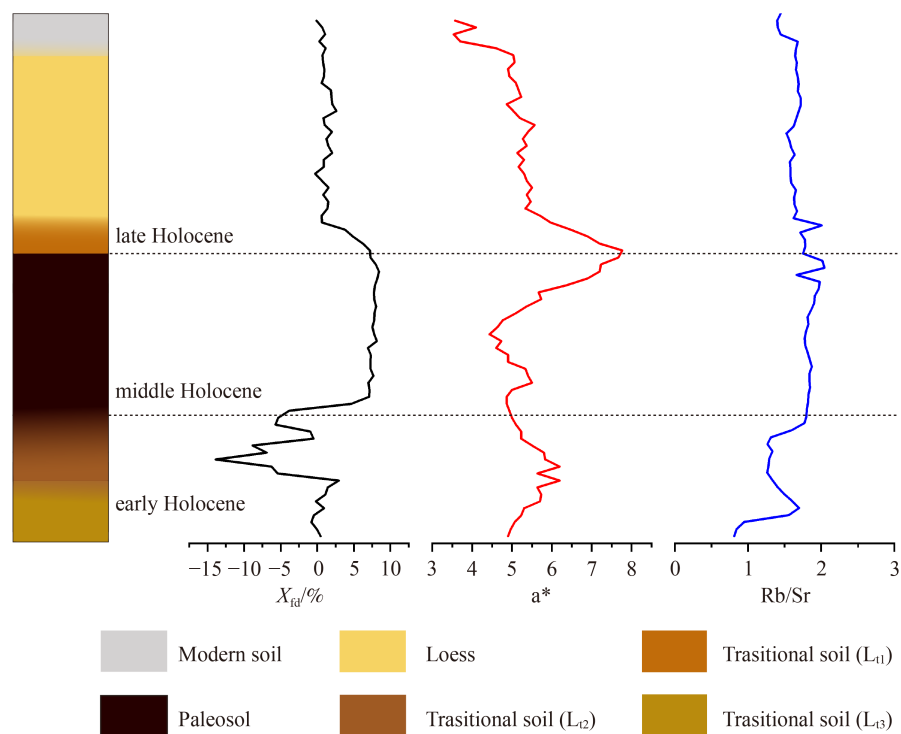 late Holocene
middle Holocene
early Holocene
−15 −10 −5 0 5 10
3 4 5 6 7 8
0 1 2 3
Xfd/%
a*
Rb/Sr
Modern soil
Loess
Trasitional soil (Lt1)
Paleosol
Trasitional soil (Lt2)
Trasitional soil (Lt3)